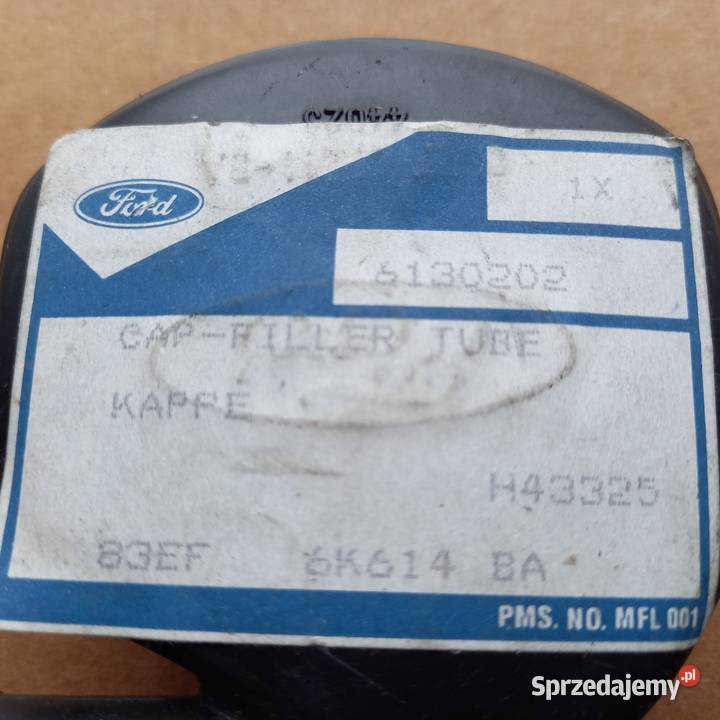 Ford
1X
6130202
CAP-FILLER TUBE
KAPPE
H43325
83EF 6K614 BA
PMS. NO. MFL 001
Sprzedajemy.pl